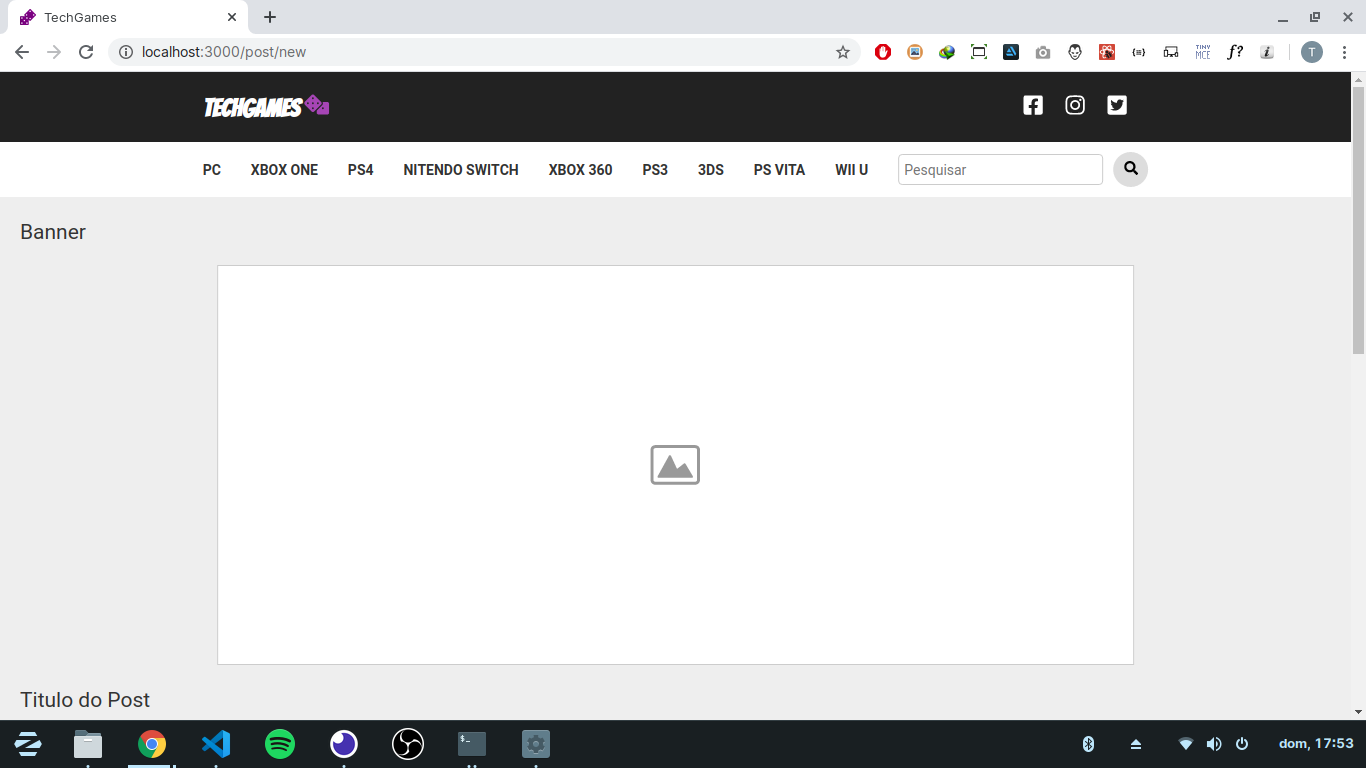 TechGames
localhost:3000/post/new
TINY
MCE
f?
T
TECHGAMES
PC XBOX ONE PS4 NITENDO SWITCH XBOX 360 PS3 3DS PS VITA WII U Pesquisar
Banner
Titulo do Post
dom, 17:53